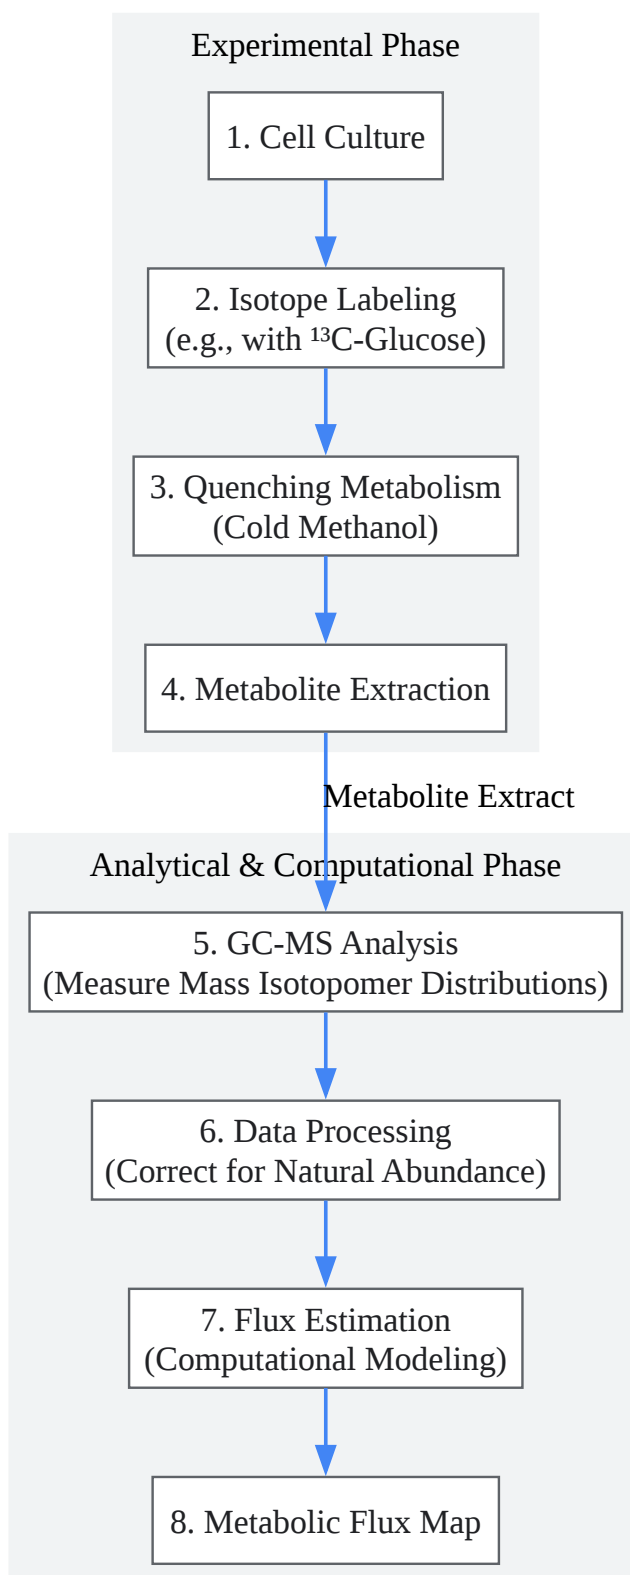 Experimental Phase
1. Cell Culture
2. Isotope Labeling
(e.g., with ¹³C-Glucose)
3. Quenching Metabolism
(Cold Methanol)
4. Metabolite Extraction
Metabolite Extract
Analytical & Computational Phase
5. GC-MS Analysis
(Measure Mass Isotopomer Distributions)
6. Data Processing
(Correct for Natural Abundance)
7. Flux Estimation
(Computational Modeling)
8. Metabolic Flux Map